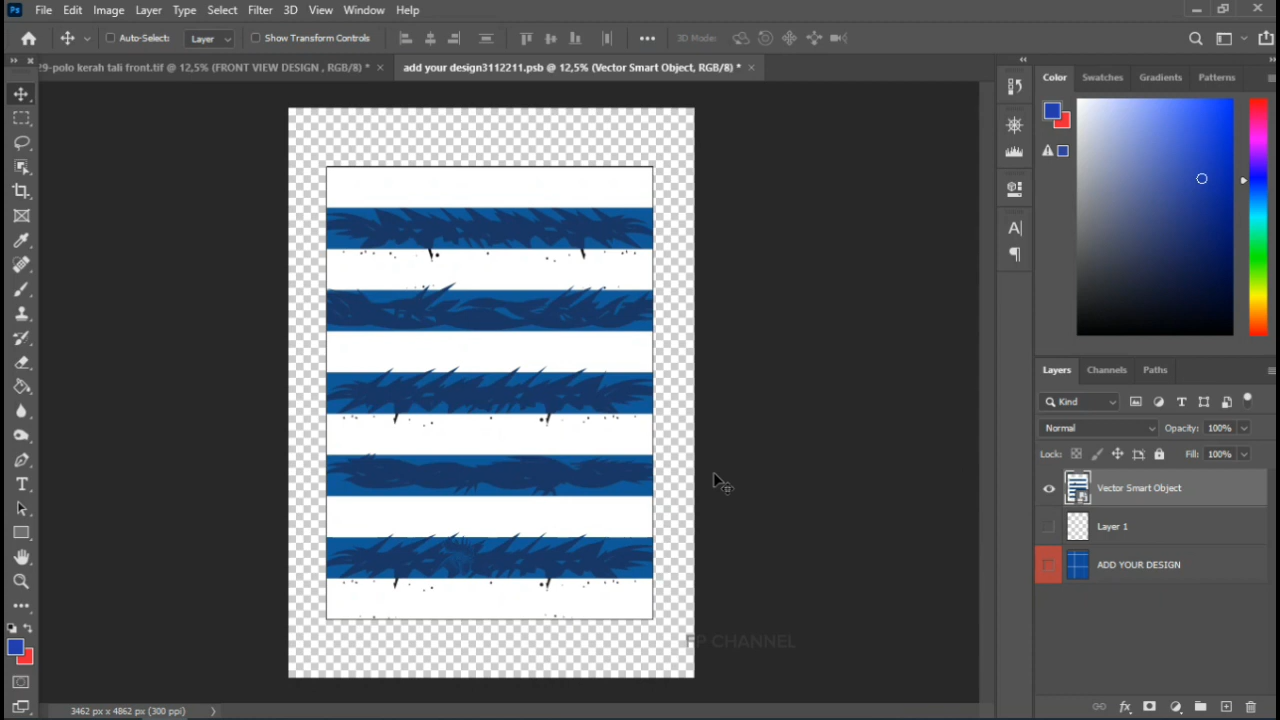 Ps File Edit Image Layer Type Select Filter 3D View Window Help
Auto-Select: Layer Show Transform Controls 3D Mode:
29-polo kerah tali front.tif @ 12,5% (FRONT VIEW DESIGN , RGB/8) * × add your design3112211.psb @ 12,5% (Vector Smart Object, RGB/8) * ×
Color Swatches Gradients Patterns
Layers Channels Paths
Kind
Normal Opacity: 100%
Lock: Fill: 100%
Vector Smart Object
Layer 1
ADD YOUR DESIGN
FP CHANNEL
3462 px x 4862 px (300 ppi)